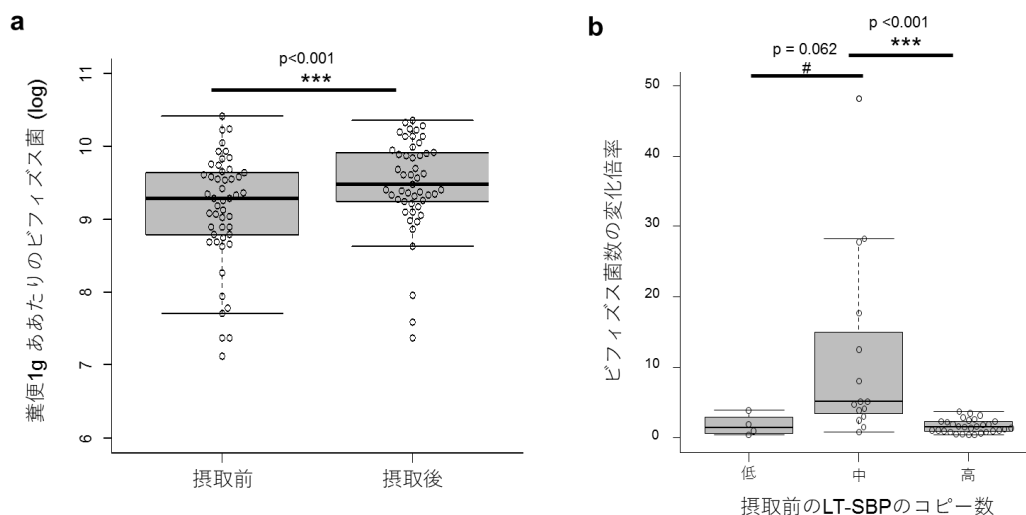 a
p<0.001
***
糞便1g ああたりのビフィズス菌 (log)
11
10
9
8
7
6
摂取前
摂取後
b
p <0.001
p = 0.062
***
#
ビフィズス菌数の変化倍率
50
40
30
20
10
0
低
中
高
摂取前のLT-SBPのコピー数